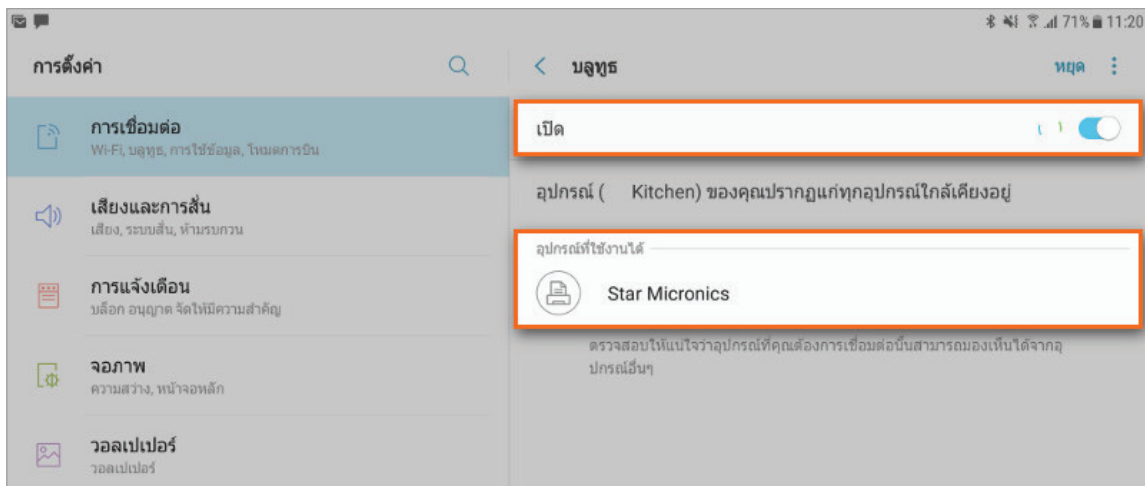 71% 11:20
การตั้งค่า
การเชื่อมต่อ
Wi-Fi, บลูทูธ, การใช้ข้อมูล, โหมดการบิน
เสียงและการสั่น
เสียง, ระบบสั่น, ห้ามรบกวน
การแจ้งเตือน
บล็อก อนุญาต จัดให้มีความสำคัญ
จอภาพ
ความสว่าง, หน้าจอหลัก
วอลเปเปอร์
วอลเปเปอร์
บลูทูธ
หยุด
เปิด
อุปกรณ์ ( Kitchen) ของคุณปรากฏแก่ทุกอุปกรณ์ใกล้เคียงอยู่
อุปกรณ์ที่ใช้งานได้
Star Micronics
ตรวจสอบให้แน่ใจว่าอุปกรณ์ที่คุณต้องการเชื่อมต่อนั้นสามารถมองเห็นได้จากอุ
ปกรณ์อื่นๆ